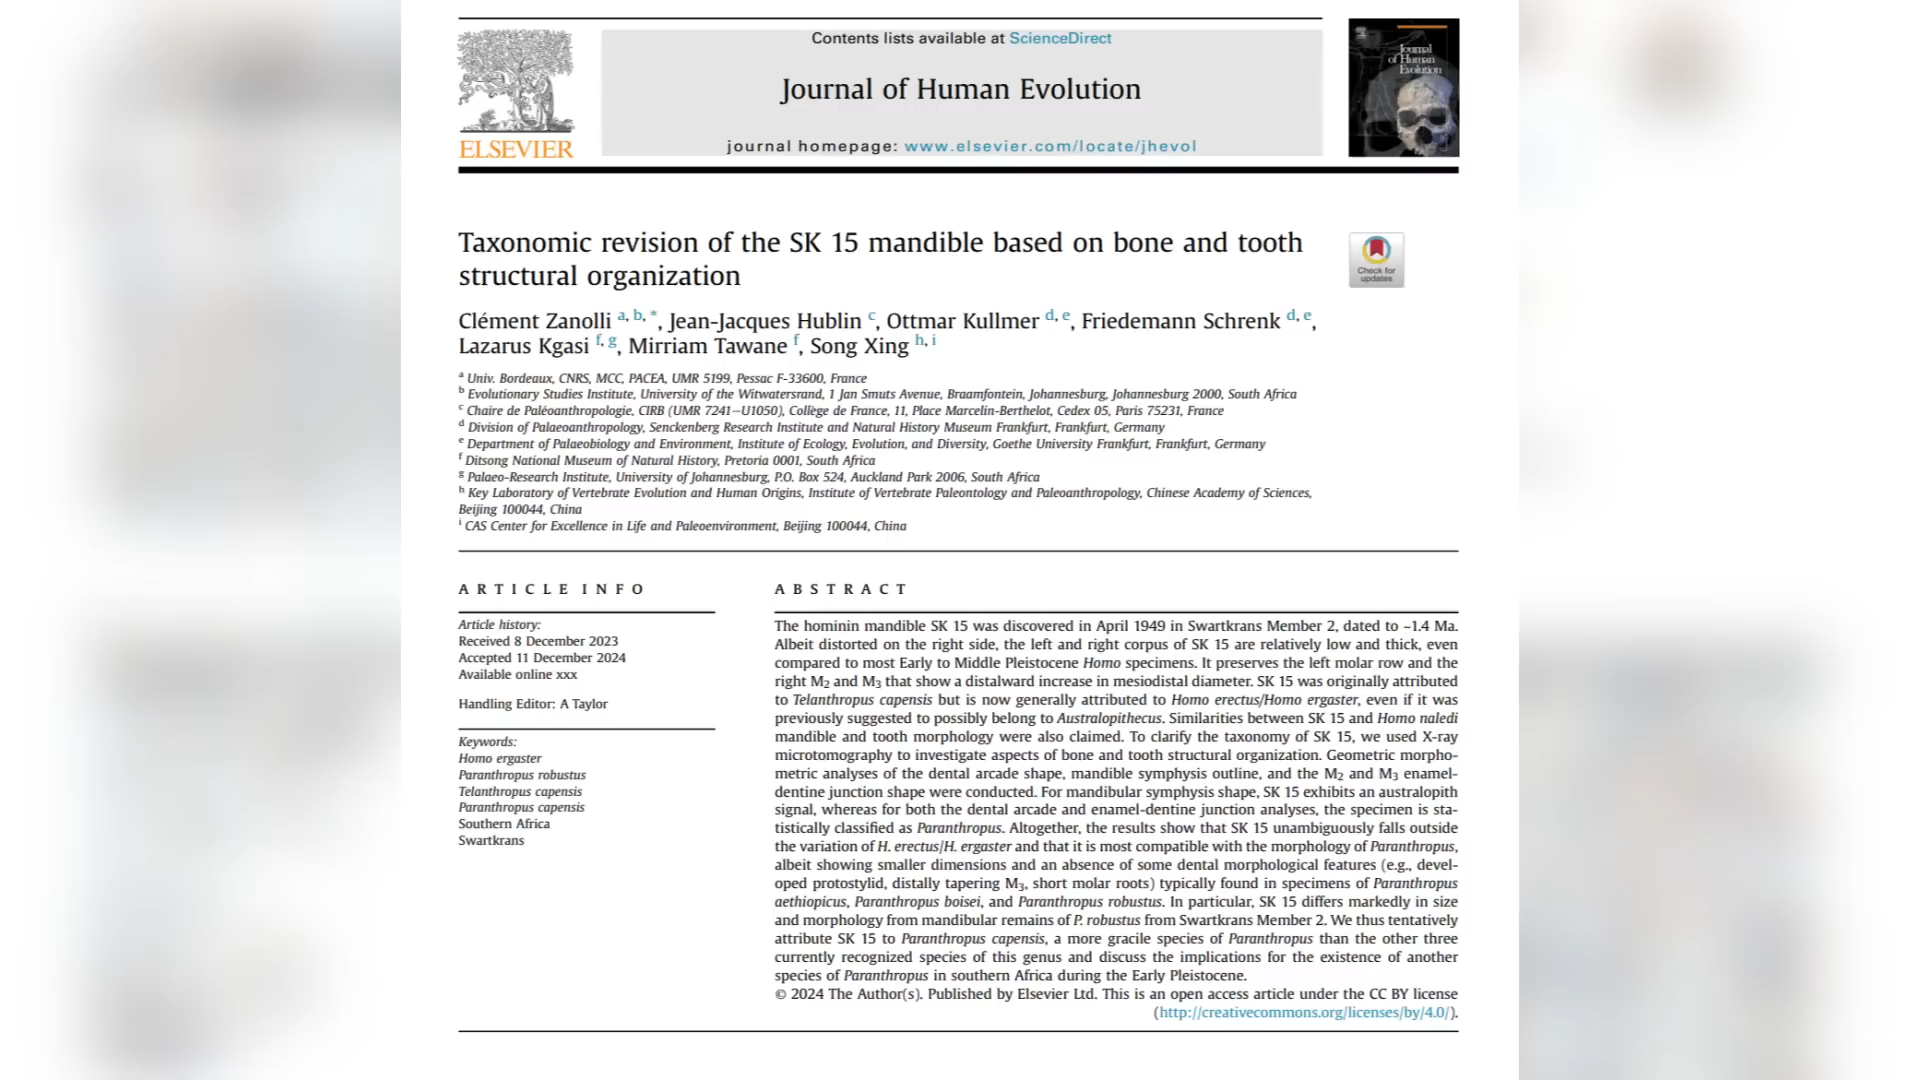 Contents lists available at ScienceDirect
Journal of Human Evolution
journal homepage: www.elsevier.com/locate/jhevol
ELSEVIER
Journal
of Human
Evolution
Taxonomic revision of the SK 15 mandible based on bone and tooth
structural organization
Check for
updates
Clément Zanolli a, b, *, Jean-Jacques Hublin c, Ottmar Kullmer d, e, Friedemann Schrenk d, e,
Lazarus Kgasi f, g, Mirriam Tawane f, Song Xing h, i
a Univ. Bordeaux, CNRS, MCC, PACEA, UMR 5199, Pessac F-33600, France
b Evolutionary Studies Institute, University of the Witwatersrand, 1 Jan Smuts Avenue, Braamfontein, Johannesburg, Johannesburg 2000, South Africa
c Chaire de Paléoanthropologie, CIRB (UMR 7241–U1050), Collège de France, 11, Place Marcelin-Berthelot, Cedex 05, Paris 75231, France
d Division of Palaeoanthropology, Senckenberg Research Institute and Natural History Museum Frankfurt, Frankfurt, Germany
e Department of Palaeobiology and Environment, Institute of Ecology, Evolution, and Diversity, Goethe University Frankfurt, Frankfurt, Germany
f Ditsong National Museum of Natural History, Pretoria 0001, South Africa
g Palaeo-Research Institute, University of Johannesburg, P.O. Box 524, Auckland Park 2006, South Africa
h Key Laboratory of Vertebrate Evolution and Human Origins, Institute of Vertebrate Paleontology and Paleoanthropology, Chinese Academy of Sciences,
Beijing 100044, China
i CAS Center for Excellence in Life and Paleoenvironment, Beijing 100044, China
ARTICLE INFO
Article history:
Received 8 December 2023
Accepted 11 December 2024
Available online xxx
Handling Editor: A Taylor
Keywords:
Homo ergaster
Paranthropus robustus
Telanthropus capensis
Paranthropus capensis
Southern Africa
Swartkrans
ABSTRACT
The hominin mandible SK 15 was discovered in April 1949 in Swartkrans Member 2, dated to ~1.4 Ma.
Albeit distorted on the right side, the left and right corpus of SK 15 are relatively low and thick, even
compared to most Early to Middle Pleistocene Homo specimens. It preserves the left molar row and the
right M2 and M3 that show a distalward increase in mesiodistal diameter. SK 15 was originally attributed
to Telanthropus capensis but is now generally attributed to Homo erectus/Homo ergaster, even if it was
previously suggested to possibly belong to Australopithecus. Similarities between SK 15 and Homo naledi
mandible and tooth morphology were also claimed. To clarify the taxonomy of SK 15, we used X-ray
microtomography to investigate aspects of bone and tooth structural organization. Geometric morpho-
metric analyses of the dental arcade shape, mandible symphysis outline, and the M2 and M3 enamel-
dentine junction shape were conducted. For mandibular symphysis shape, SK 15 exhibits an australopith
signal, whereas for both the dental arcade and enamel-dentine junction analyses, the specimen is sta-
tistically classified as Paranthropus. Altogether, the results show that SK 15 unambiguously falls outside
the variation of H. erectus/H. ergaster and that it is most compatible with the morphology of Paranthropus,
albeit showing smaller dimensions and an absence of some dental morphological features (e.g., devel-
oped protostylid, distally tapering M3, short molar roots) typically found in specimens of Paranthropus
aethiopicus, Paranthropus boisei, and Paranthropus robustus. In particular, SK 15 differs markedly in size
and morphology from mandibular remains of P. robustus from Swartkrans Member 2. We thus tentatively
attribute SK 15 to Paranthropus capensis, a more gracile species of Paranthropus than the other three
currently recognized species of this genus and discuss the implications for the existence of another
species of Paranthropus in southern Africa during the Early Pleistocene.
© 2024 The Author(s). Published by Elsevier Ltd. This is an open access article under the CC BY license
(http://creativecommons.org/licenses/by/4.0/).